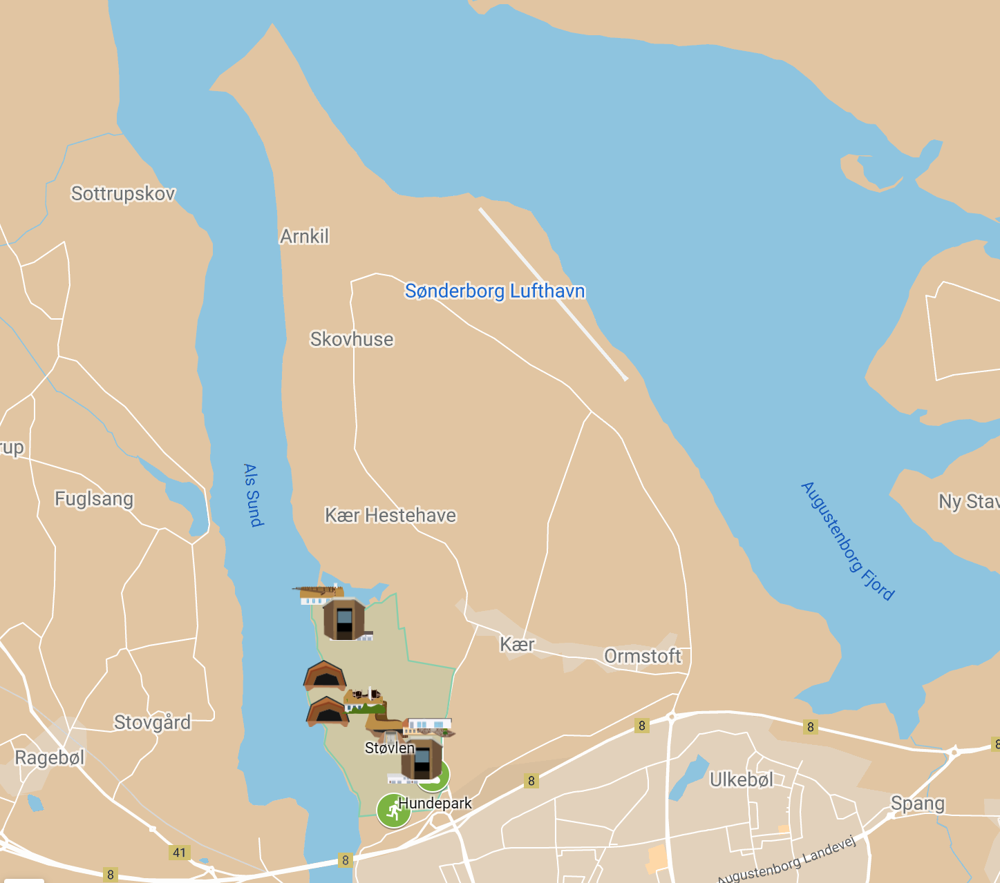 Sottrupskov
Arnkil
Sønderborg Lufthavn
Skovhuse
rup
Als Sund
Fuglsang
Kær Hestehave
Augustenborg Fjord
Ny Stav
Kær
Ormstoft
Stovgård
8
8
8
Støvlen
Ragebøl
8
Ulkebøl
Hundepark
Spang
41
8
8
Augustenborg Landevej